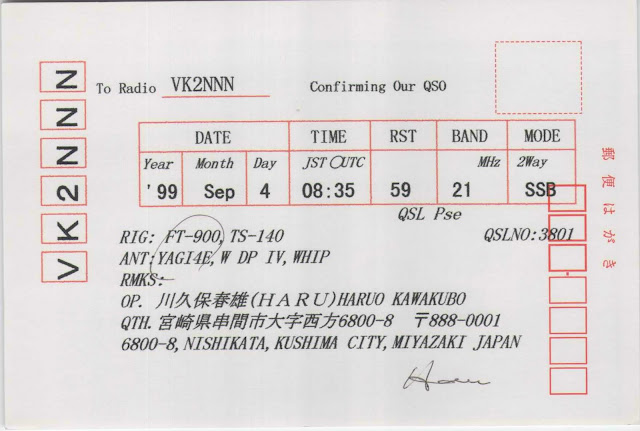 VK2NNN
To Radio VK2NNN Confirming Our QSO
DATE TIME RST BAND MODE
Year Month Day JST UTC MHz 2Way
'99 Sep 4 08:35 59 21 SSB
QSL Pse
RIG: FT-900, TS-140 QSLNO:3801
ANT:YAGI4E, W DP IV, WHIP
RMKS:
OP. 川久保春雄(HARU)HARUO KAWAKUBO
QTH. 宮崎県串間市大字西方6800-8 〒888-0001
6800-8, NISHIKATA, KUSHIMA CITY, MIYAZAKI JAPAN
Haru
郵便はがき